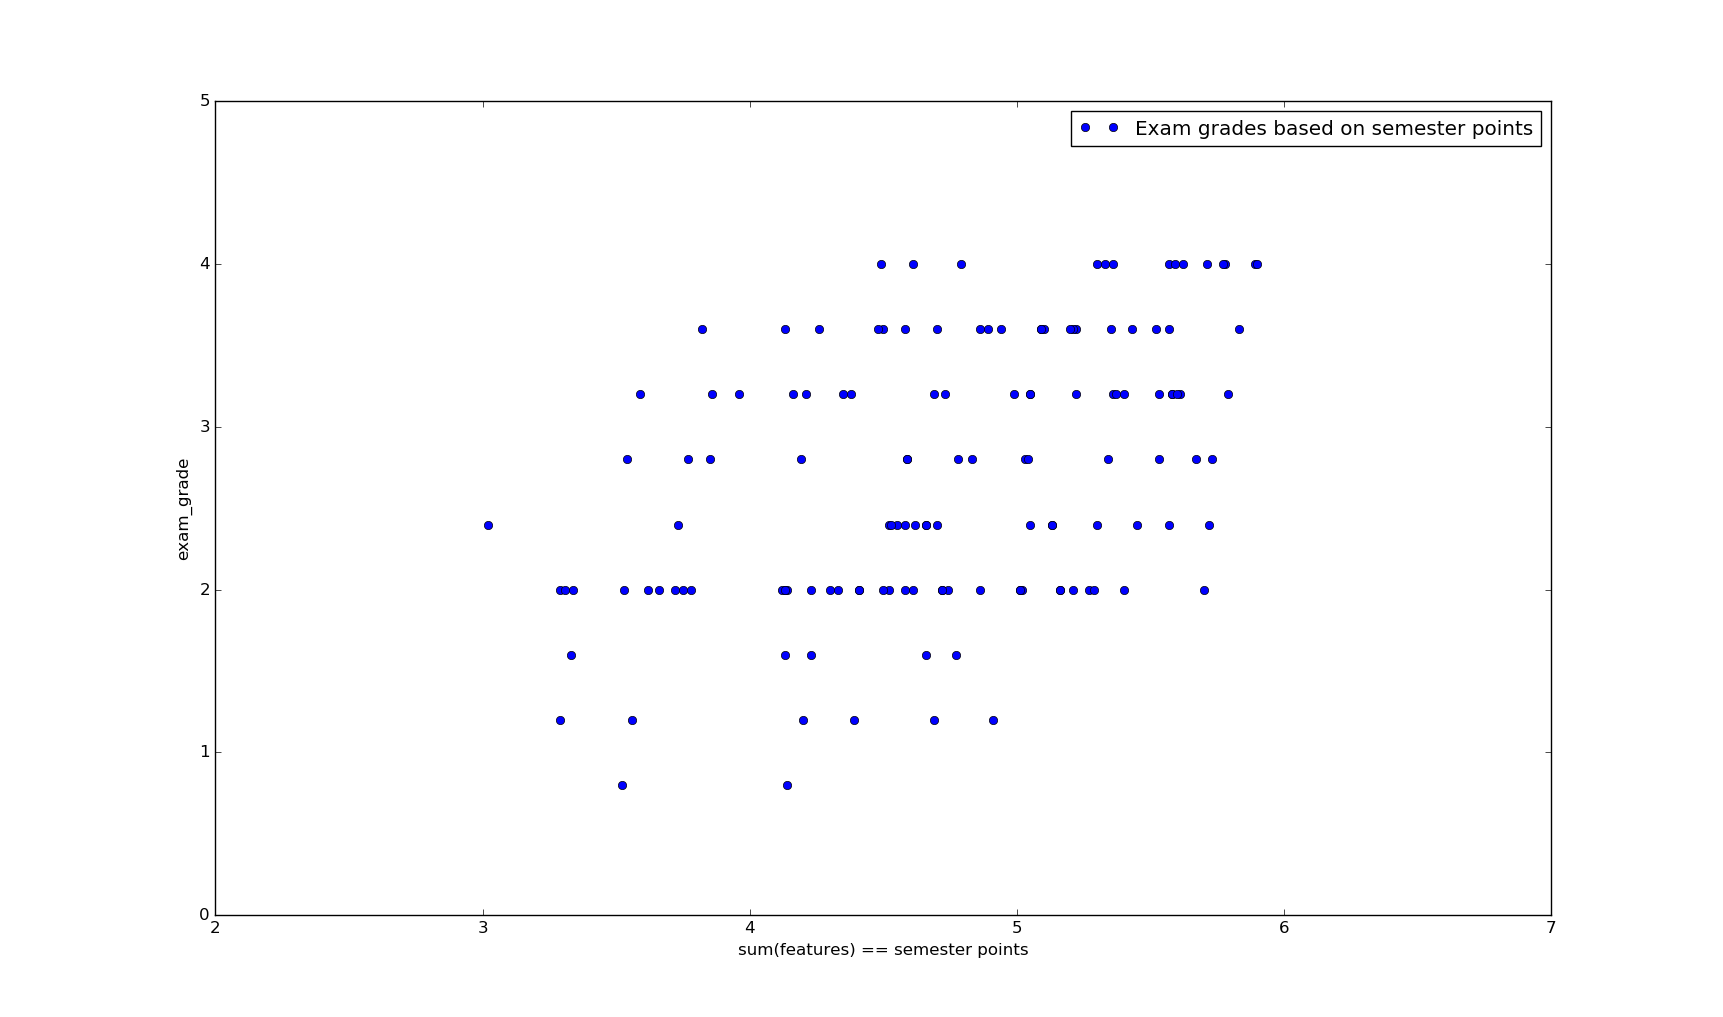 5
Exam grades based on semester points
4
3
exam_grade
2
1
0
2 3 4 5 6 7
sum(features) == semester points